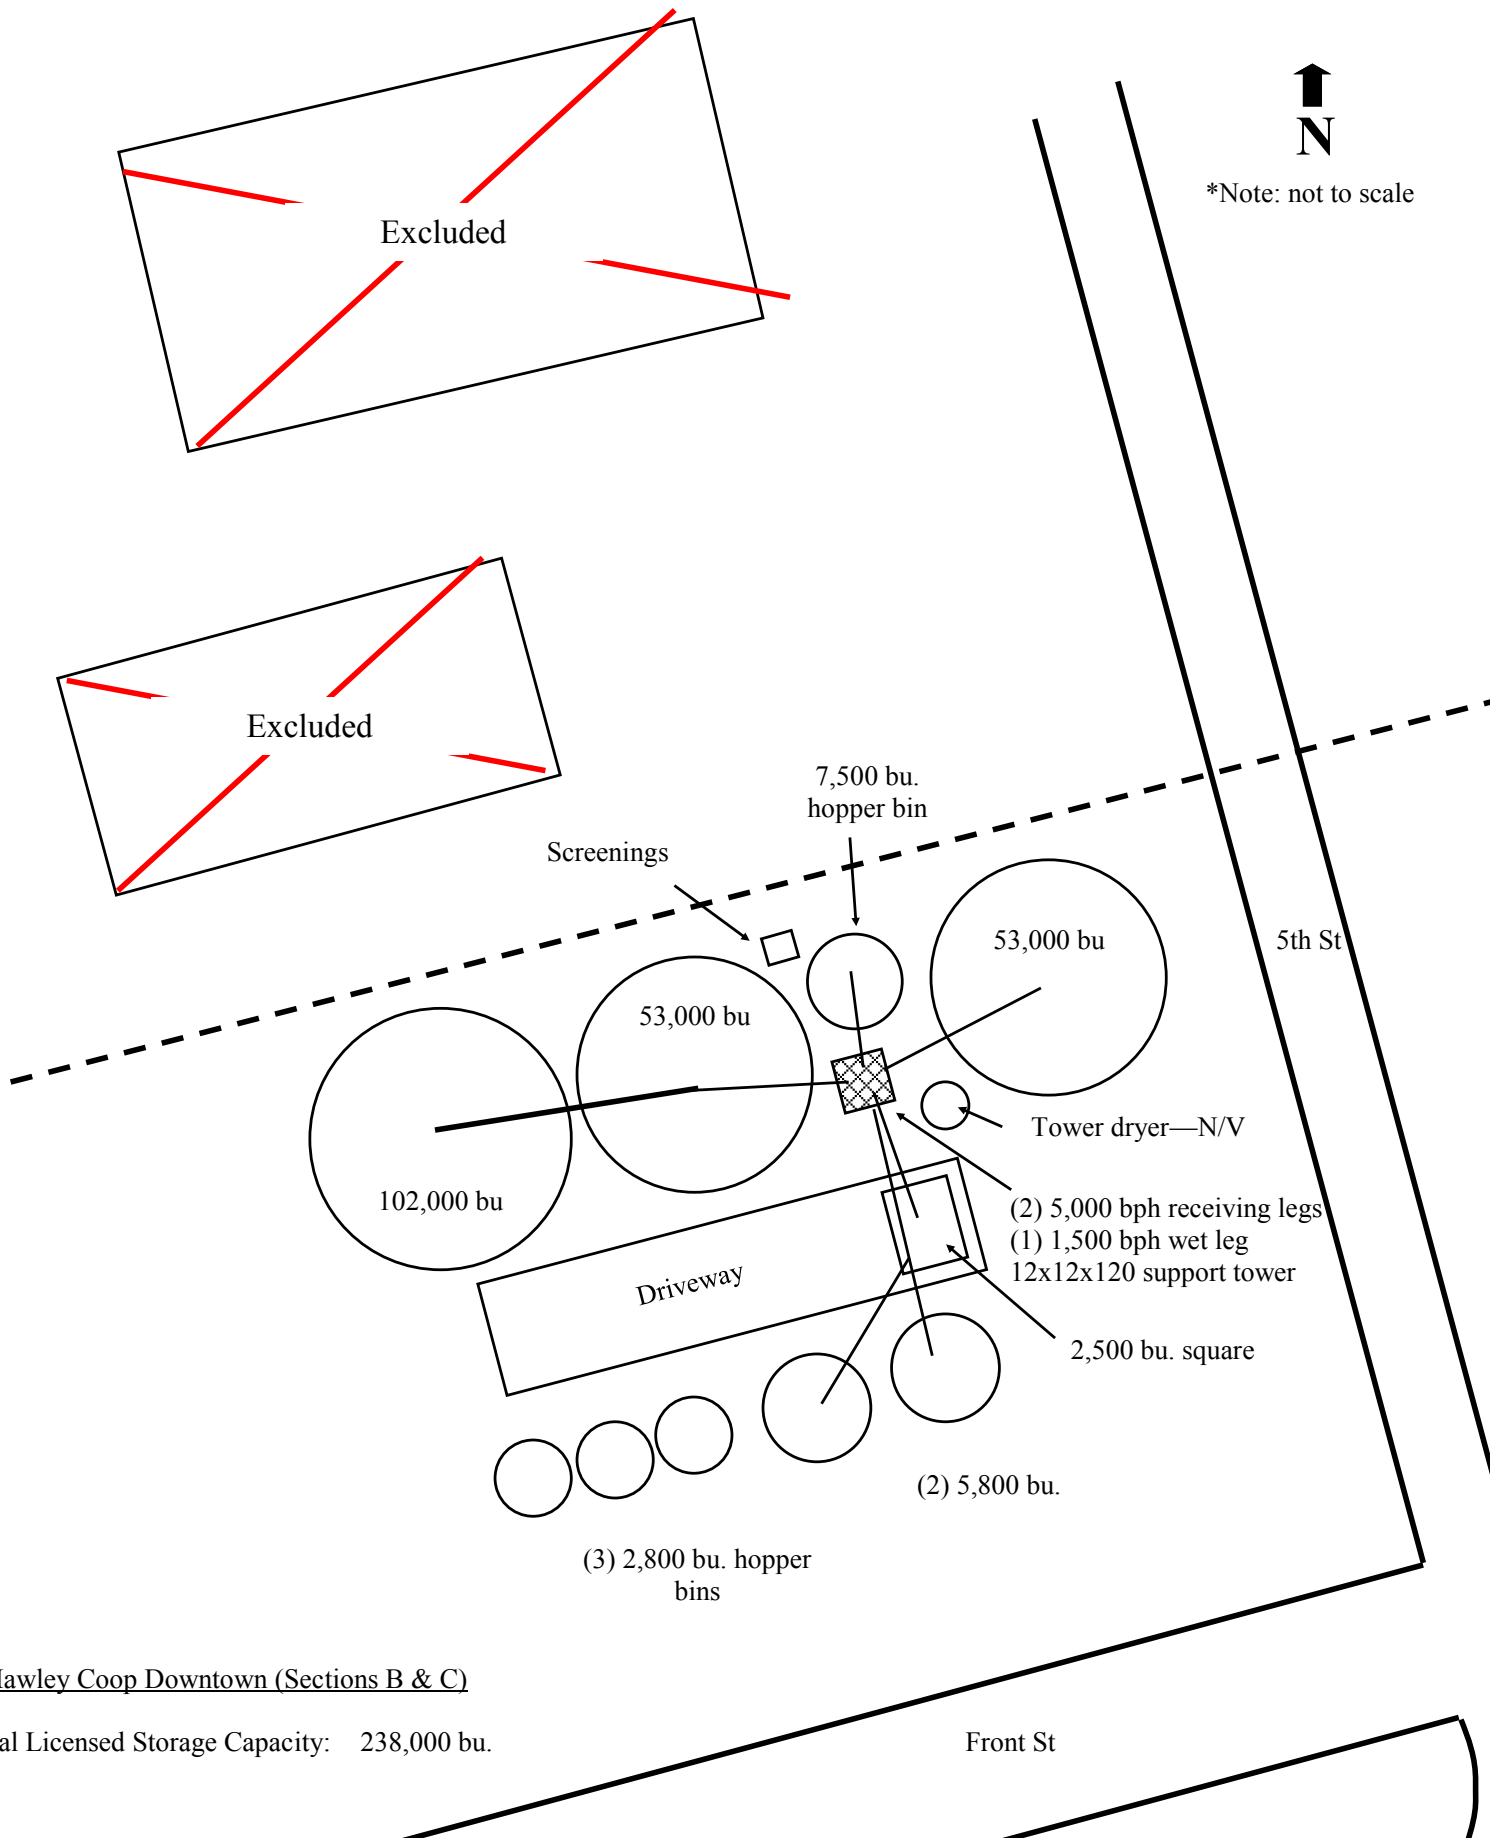 N
*Note: not to scale
Excluded
Excluded
7,500 bu.
hopper bin
Screenings
53,000 bu
5th St
53,000 bu
Tower dryer—N/V
102,000 bu
(2) 5,000 bph receiving legs
(1) 1,500 bph wet leg
12x12x120 support tower
Driveway
2,500 bu. square
(2) 5,800 bu.
(3) 2,800 bu. hopper
bins
awley Coop Downtown (Sections B & C)
al Licensed Storage Capacity: 238,000 bu.
Front St